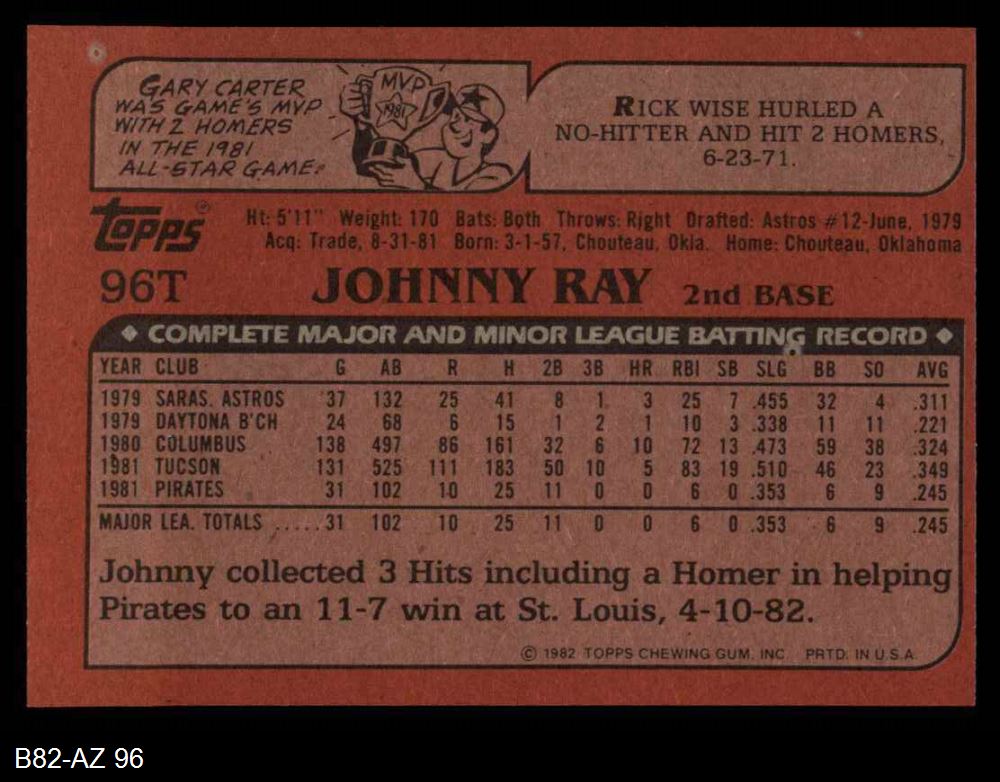 GARY CARTER
WAS GAME'S MVP
WITH 2 HOMERS
IN THE 1981
ALL-STAR GAME.
MVP
1981
RICK WISE HURLED A
NO-HITTER AND HIT 2 HOMERS,
6-23-71.
topps®
Ht: 5'11" Weight: 170 Bats: Both Throws: Right Drafted: Astros #12-June, 1979
Acq: Trade, 8-31-81 Born: 3-1-57, Chouteau, Okla. Home: Chouteau, Oklahoma
96T JOHNNY RAY 2nd BASE
◆ COMPLETE MAJOR AND MINOR LEAGUE BATTING RECORD ◆
YEAR CLUB G AB R H 2B 3B HR RBI SB SLG BB SO AVG
1979 SARAS. ASTROS 37 132 25 41 8 1 3 25 7 .455 32 4 .311
1979 DAYTONA B'CH 24 68 6 15 1 2 1 10 3 .338 11 11 .221
1980 COLUMBUS 138 497 86 161 32 6 10 72 13 .473 59 38 .324
1981 TUCSON 131 525 111 183 50 10 5 83 19 .510 46 23 .349
1981 PIRATES 31 102 10 25 11 0 0 6 0 .353 6 9 .245
MAJOR LEA. TOTALS .....31 102 10 25 11 0 0 6 0 .353 6 9 .245
Johnny collected 3 Hits including a Homer in helping
Pirates to an 11-7 win at St. Louis, 4-10-82.
© 1982 TOPPS CHEWING GUM, INC. PRTD. IN U.S.A.
B82-AZ 96